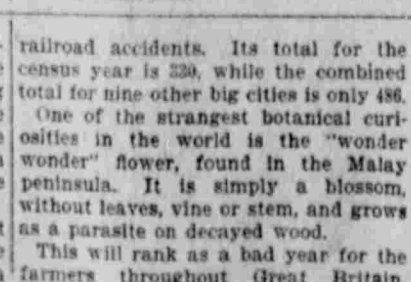 railroad accidents. Its total for the
census year is 330, while the combined
total for nine other big cities is only 486.
One of the strangest botanical curi-
osities in the world is the "wonder
wonder" flower, found in the Malay
peninsula. It is simply a blossom,
without leaves, vine or stem, and grows
as a parasite on decayed wood.
This will rank as a bad year for the
farmers throughout Great Britain.